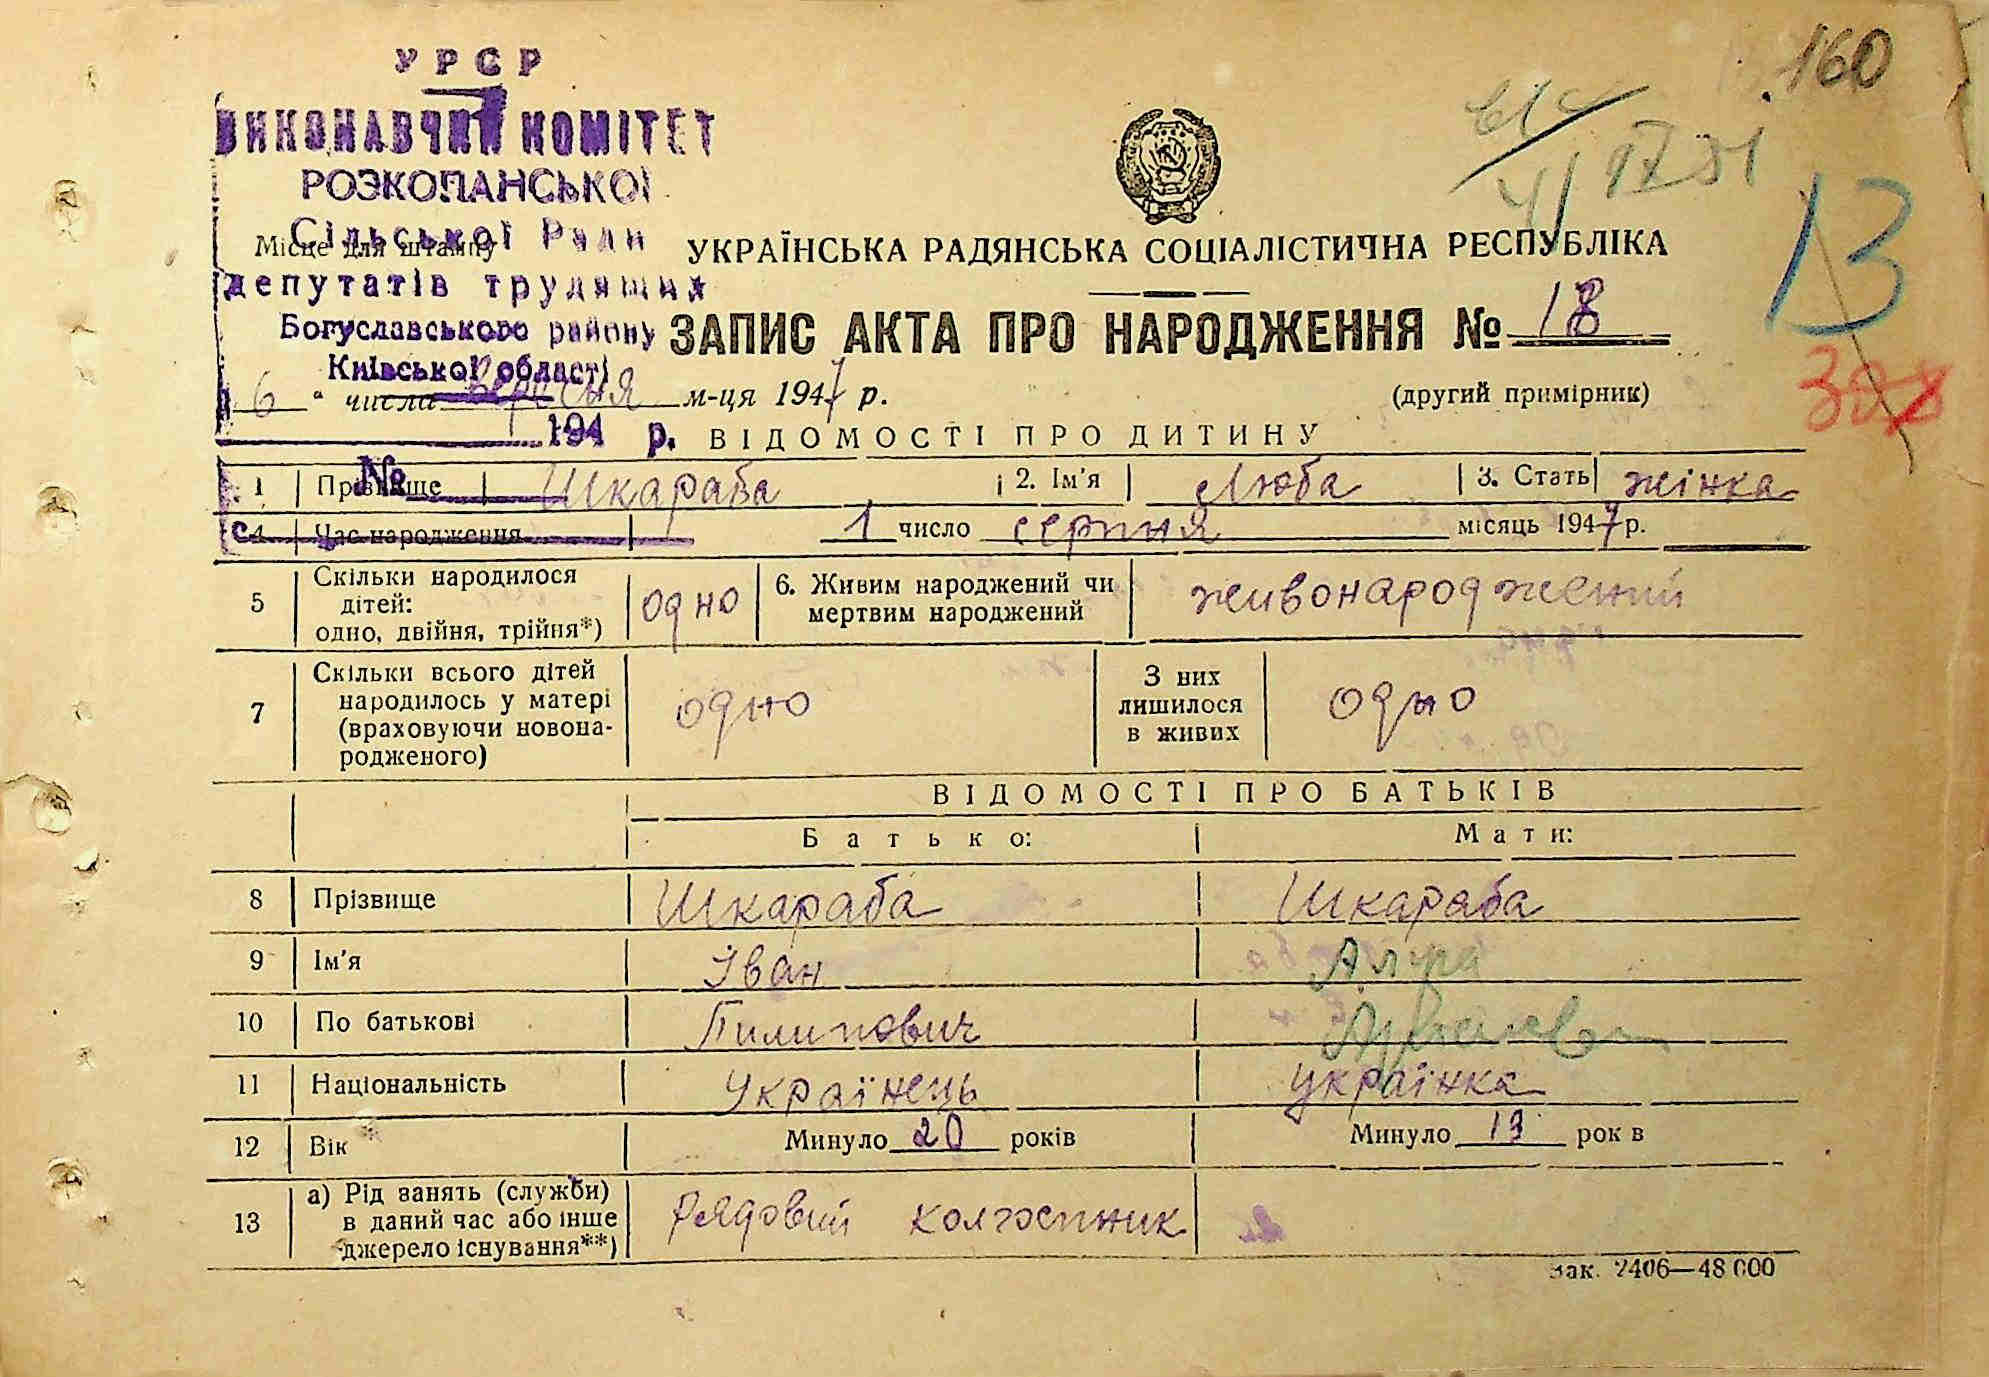 160
УРСР
ВИКОНАВЧИЙ КОМІТЕТ
РОЗКОПАНСЬКОЇ
Сільської Ради
депутатів трудящих
Богуславського району
Київської області
194 р.
№
Місце для штампу
13
УКРАЇНСЬКА РАДЯНСЬКА СОЦІАЛІСТИЧНА РЕСПУБЛІКА
ЗАПИС АКТА ПРО НАРОДЖЕННЯ № 18
6 " числа вересня м-ця 1947 р.
(другий примірник)
ВІДОМОСТІ ПРО ДИТИНУ
1 Прізвище Шкараба 2. Ім'я Люба 3. Стать жінка
4 Час народження 1 число серпня місяць 1947 р.
5 Скільки народилося дітей: одно, двійня, трійня*) одно 6. Живим народжений чи мертвим народжений живонароджений
7 Скільки всього дітей народилось у матері (враховуючи новонародженого) одно З них лишилося в живих одно
ВІДОМОСТІ ПРО БАТЬКІВ
Батько: Мати:
8 Прізвище Шкараба Шкараба
9 Ім'я Іван
10 По батькові Пилипович
11 Національність Українець українка
12 Вік Минуло 20 років Минуло 19 рок в
13 а) Рід занять (служби) в даний час або інше джерело існування**) Рядовий колгоспник
Зак. 2406—48 000